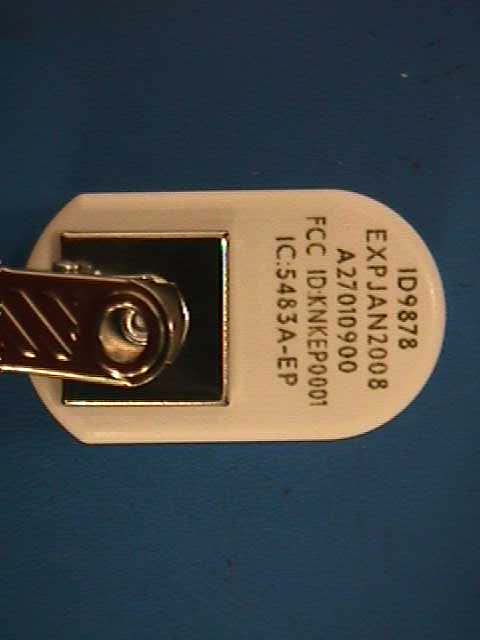 ID9878
EXPJAN2008
A27010900
FCC ID:KNKEP0001
IC:5483A-EP